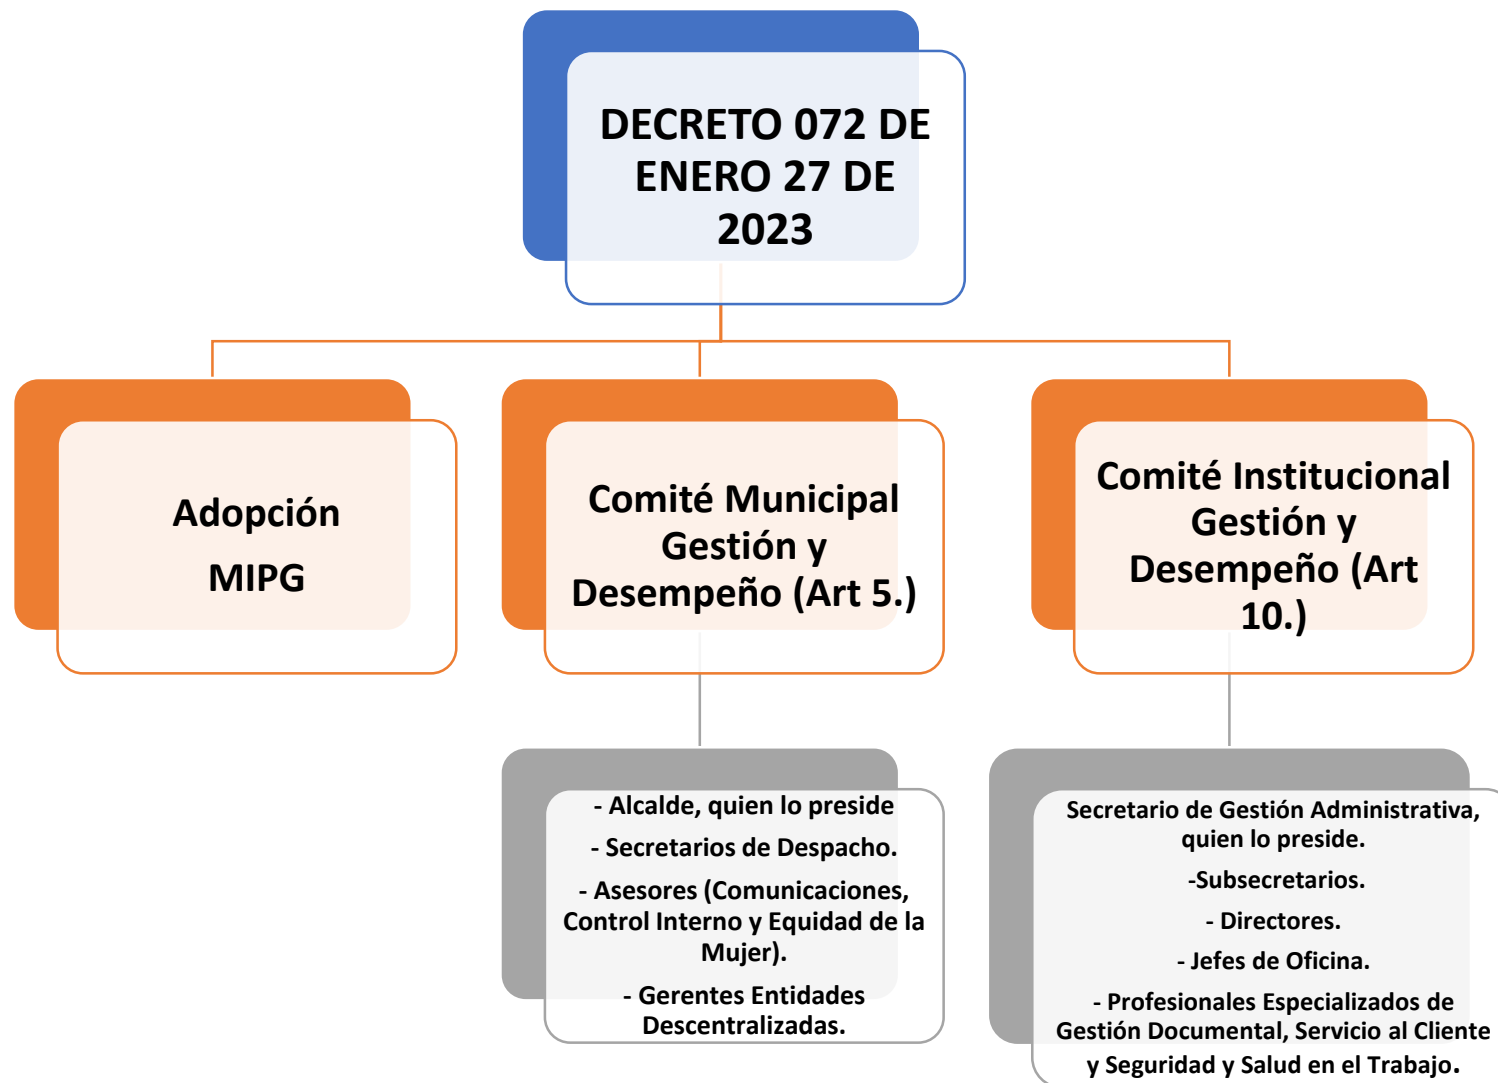 DECRETO 072 DE
ENERO 27 DE
2023
Adopción
MIPG
Comité Municipal
Gestión y
Desempeño (Art 5.)
Comité Institucional
Gestión y
Desempeño (Art
10.)
- Alcalde, quien lo preside
- Secretarios de Despacho.
- Asesores (Comunicaciones,
Control Interno y Equidad de la
Mujer).
- Gerentes Entidades
Descentralizadas.
Secretario de Gestión Administrativa,
quien lo preside.
-Subsecretarios.
- Directores.
- Jefes de Oficina.
- Profesionales Especializados de
Gestión Documental, Servicio al Cliente
y Seguridad y Salud en el Trabajo.